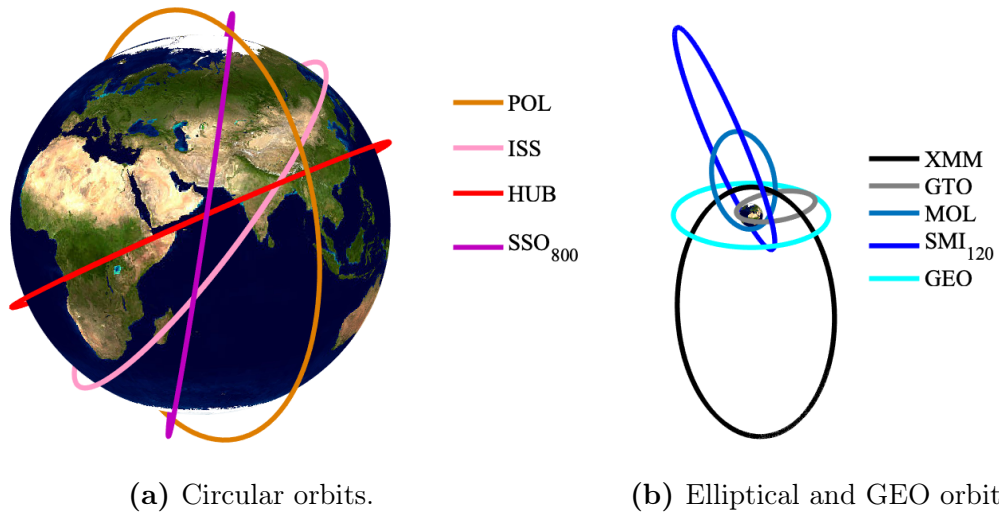 POL
ISS
HUB
SSO800
XMM
GTO
MOL
SMI120
GEO
(a) Circular orbits.
(b) Elliptical and GEO orbit